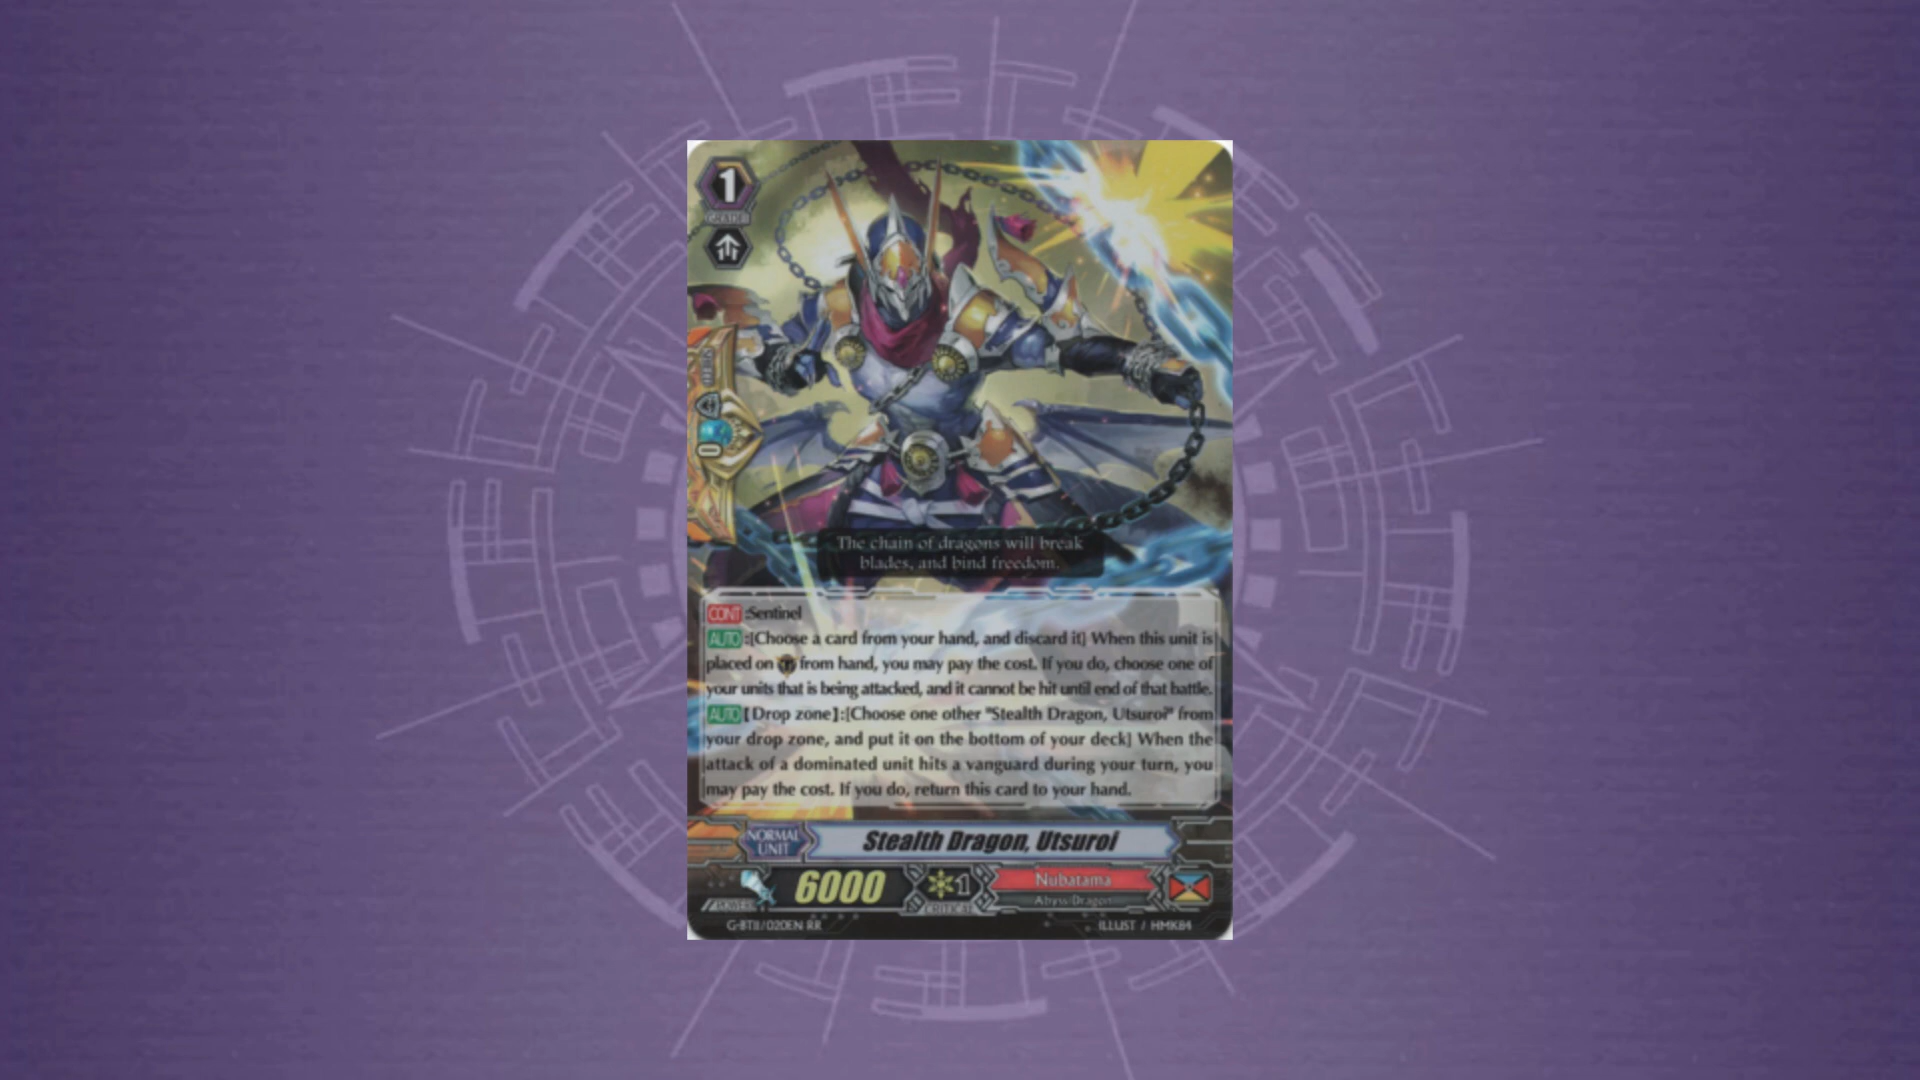 1
GRADE
SHIELD
0
The chain of dragons will break
blades, and bind freedom.
CONT:Sentinel
AUTO:[Choose a card from your hand, and discard it] When this unit is
placed on from hand, you may pay the cost. If you do, choose one of
your units that is being attacked, and it cannot be hit until end of that battle.
AUTO【Drop zone】:[Choose one other "Stealth Dragon, Utsuroi" from
your drop zone, and put it on the bottom of your deck] When the
attack of a dominated unit hits a vanguard during your turn, you
may pay the cost. If you do, return this card to your hand.
NORMAL
UNIT
Stealth Dragon, Utsuroi
POWER
6000
1
CRITICAL
Nubatama
Abyss Dragon
G-BT11/020EN RR
ILLUST / HMK84